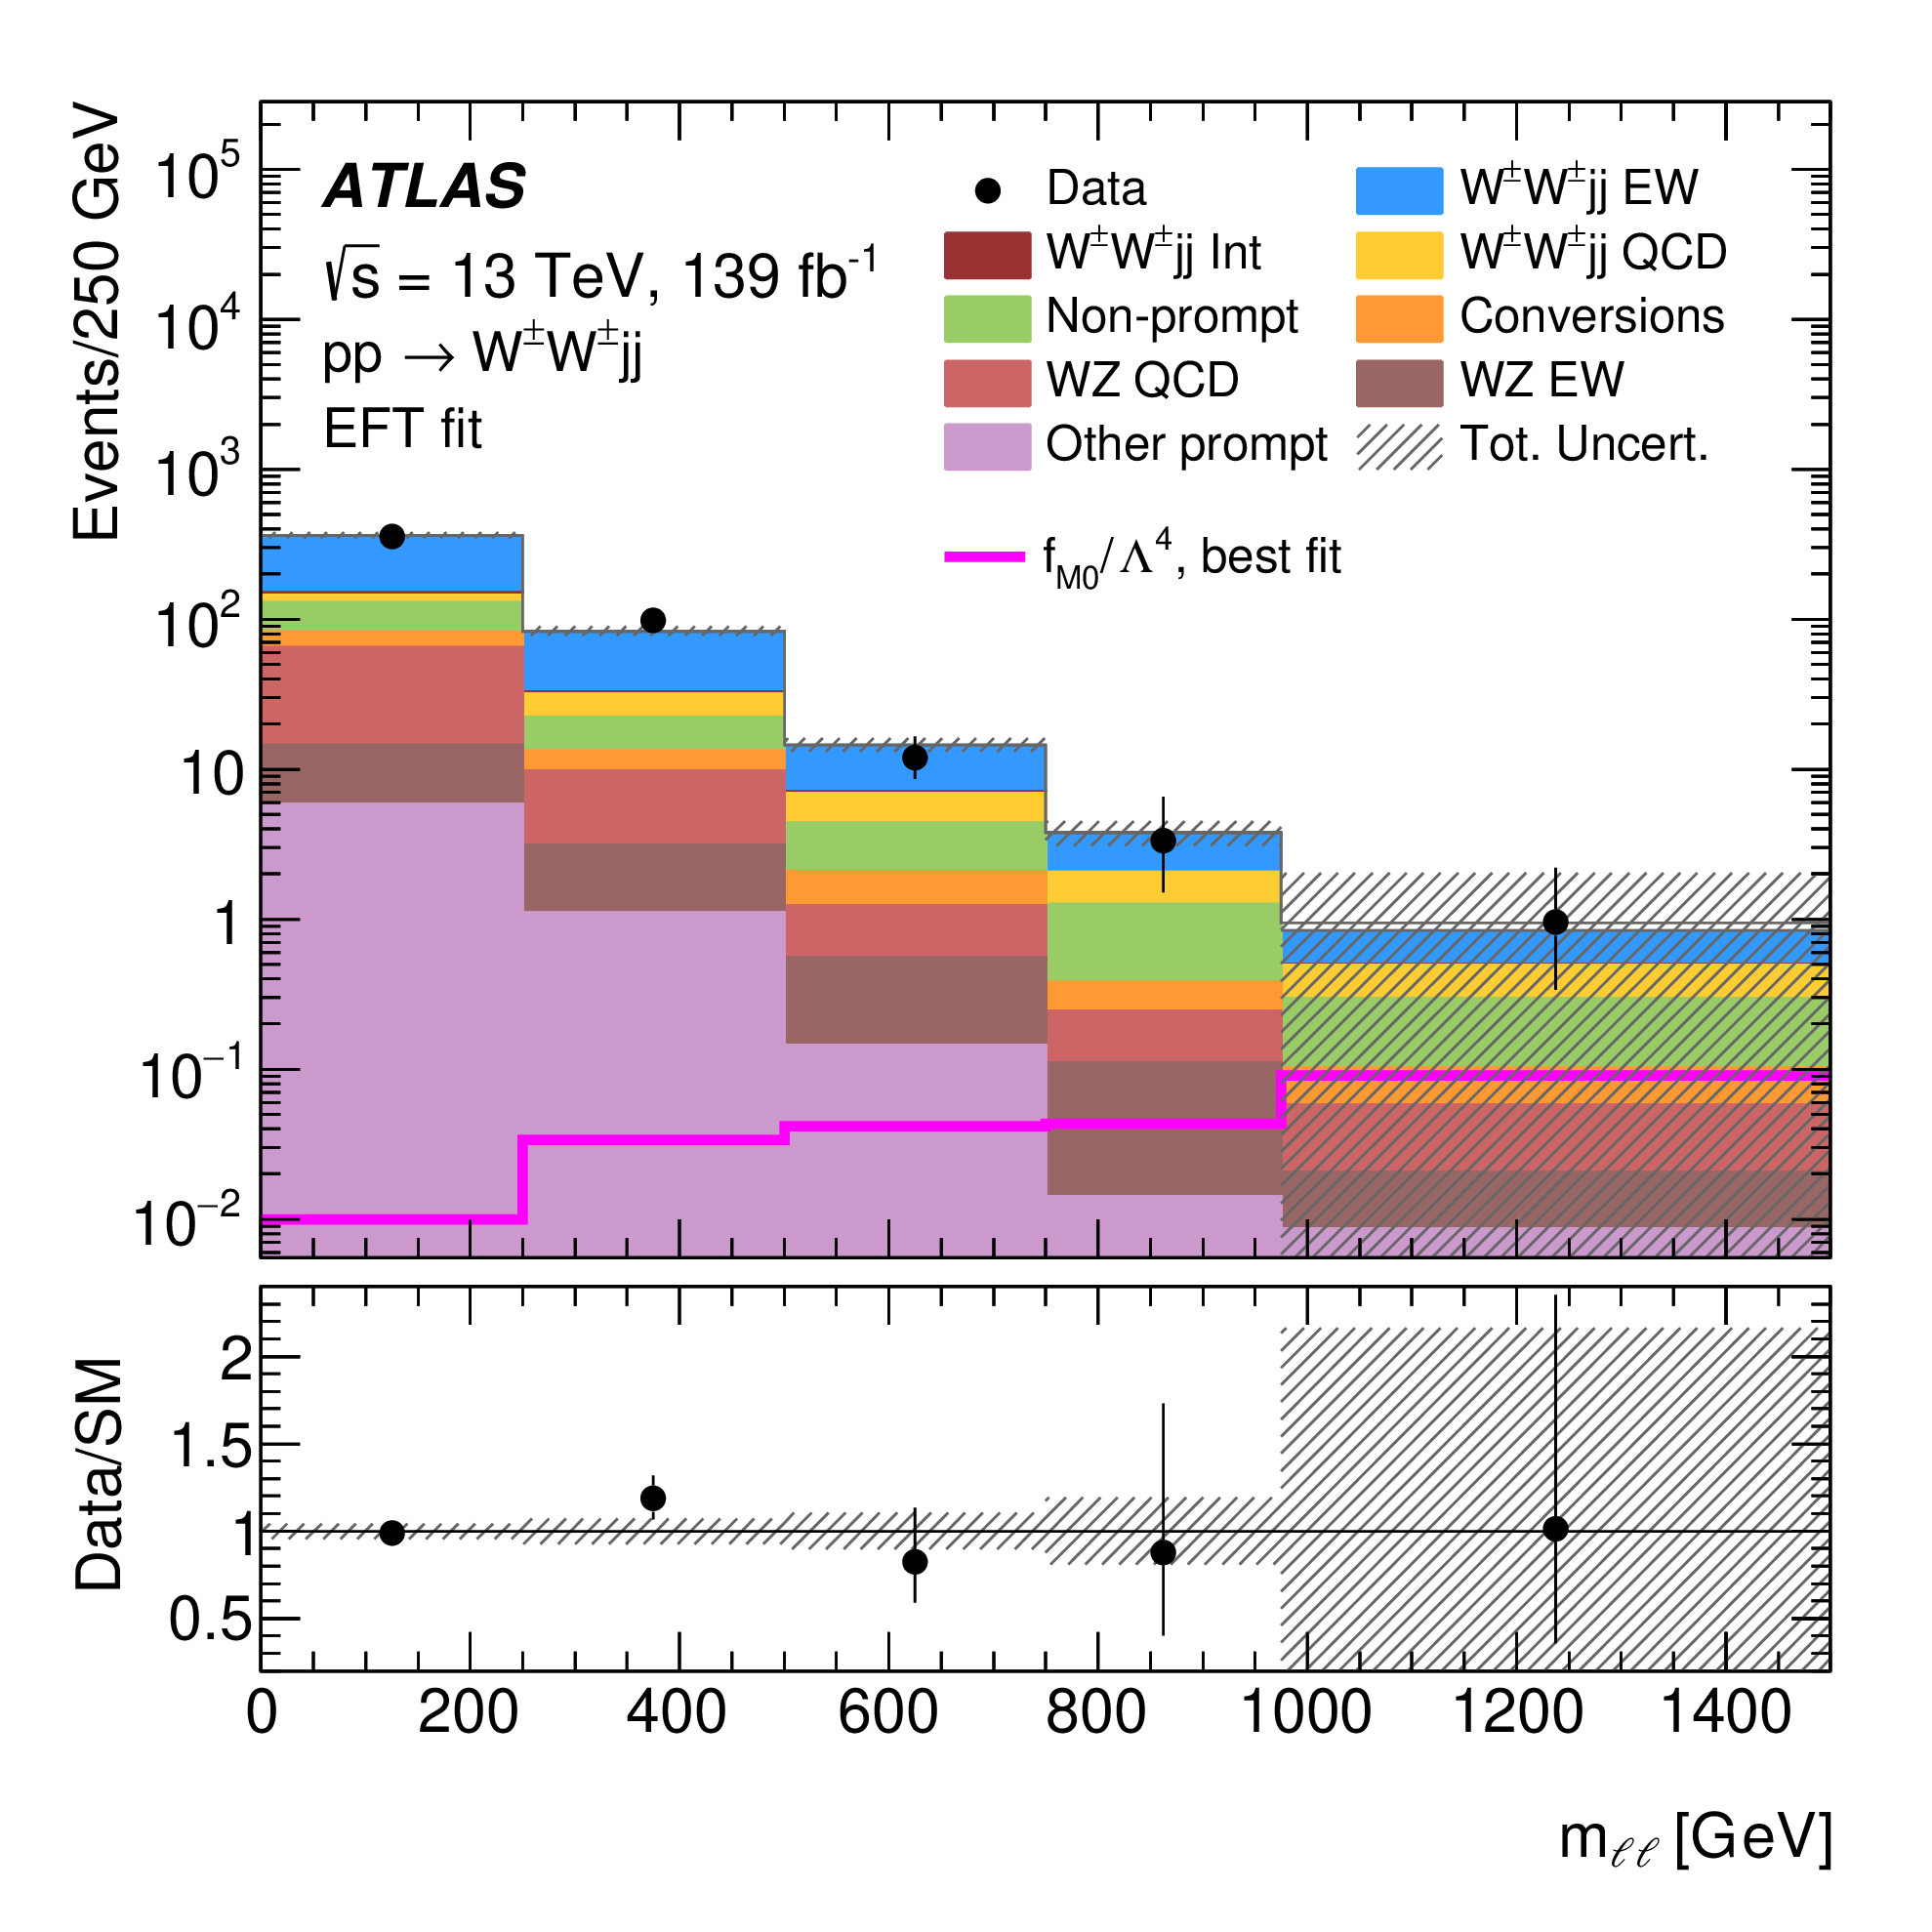 Events/250 GeV
10⁵
10⁴
10³
10²
10
1
10⁻¹
10⁻²
ATLAS
√s = 13 TeV, 139 fb⁻¹
pp → W±W±jj
EFT fit
Data
W±W±jj EW
W±W±jj Int
W±W±jj QCD
Non-prompt
Conversions
WZ QCD
WZ EW
Other prompt
Tot. Uncert.
f_M0/Λ⁴, best fit
Data/SM
2
1.5
1
0.5
0 200 400 600 800 1000 1200 1400
m_ℓℓ [GeV]